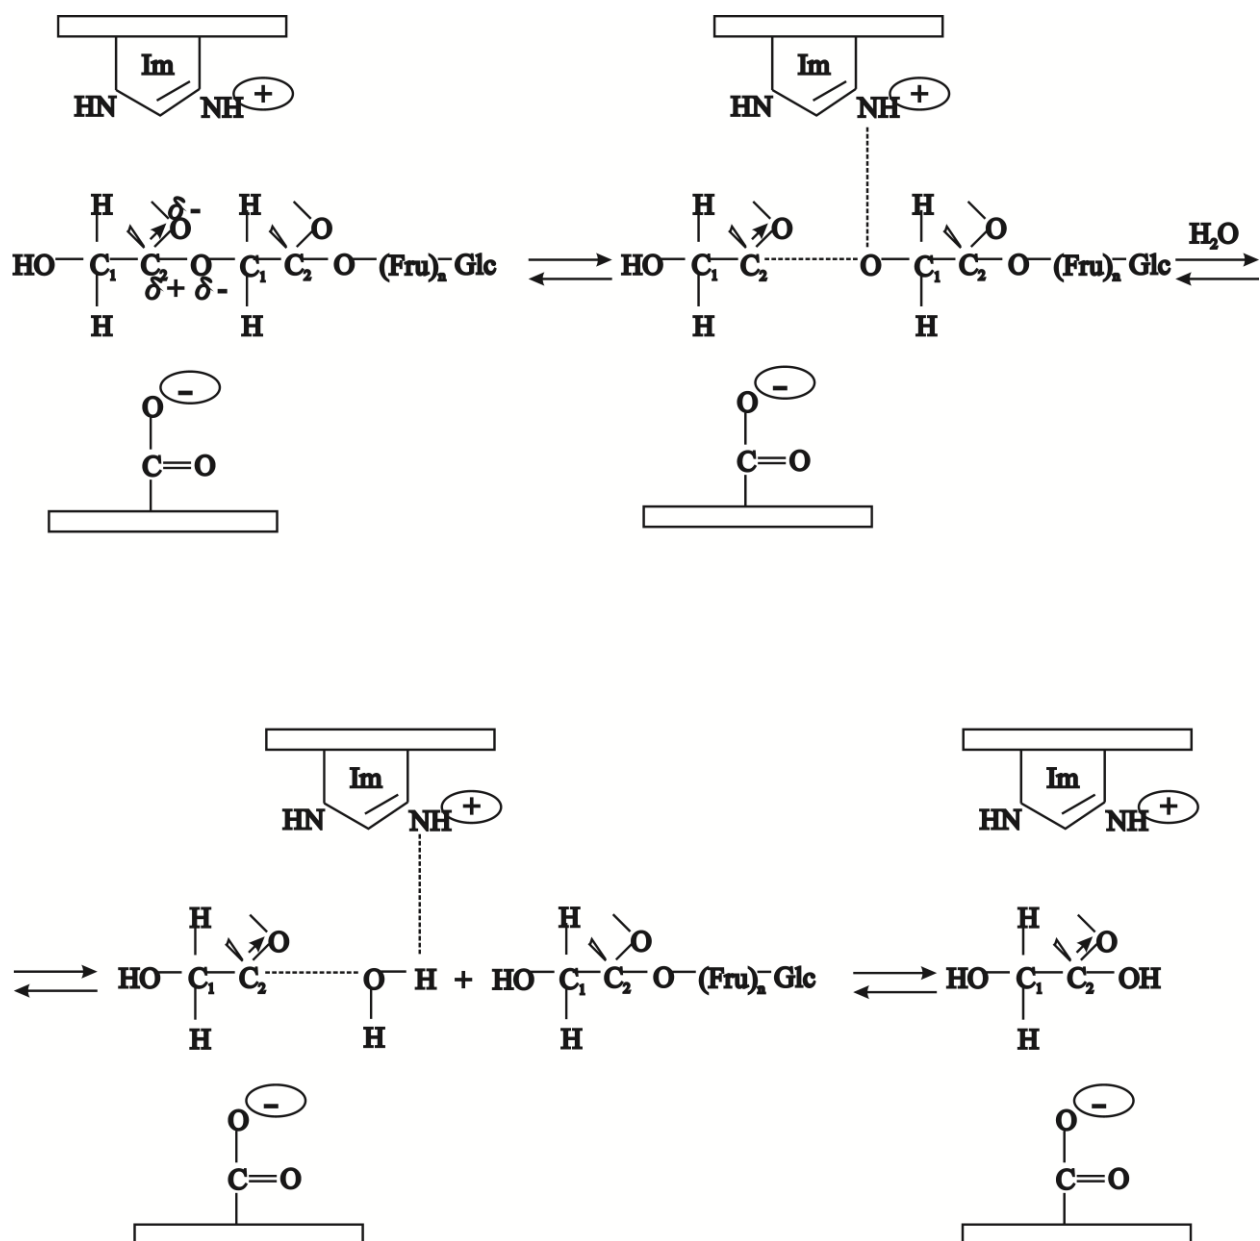 Im Im
HN NH + HN NH +
H δ- H H H
O O O O
HO C₁ C₂ O C₁ C₂ O (Fru)ₙ Glc HO C₁ C₂ O C₁ C₂ O (Fru)ₙ Glc H₂O
δ+ δ-
H H H H
O − O −
C=O C=O
Im Im
HN NH + HN NH +
H H H
O O O
HO C₁ C₂ O H + HO C₁ C₂ O (Fru)ₙ Glc HO C₁ C₂ OH
H H H H
O − O −
C=O C=O